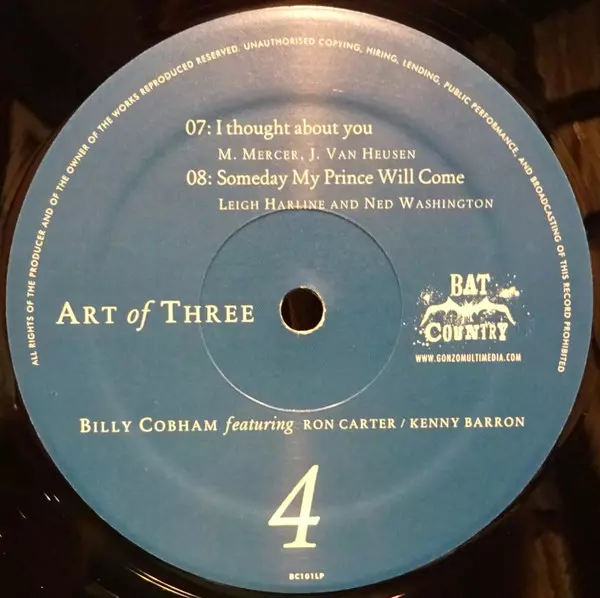 ALL RIGHTS OF THE PRODUCER AND OF THE OWNER OF THE WORKS REPRODUCED RESERVED. UNAUTHORISED COPYING, HIRING, LENDING, PUBLIC PERFORMANCE, AND BROADCASTING OF THIS RECORD PROHIBITED
07: I thought about you
M. MERCER, J. VAN HEUSEN
08: Someday My Prince Will Come
LEIGH HARLINE AND NED WASHINGTON
ART of THREE
BAT
COUNTRY
WWW.GONZOMULTIMEDIA.COM
BILLY COBHAM featuring RON CARTER / KENNY BARRON
4
BC101LP